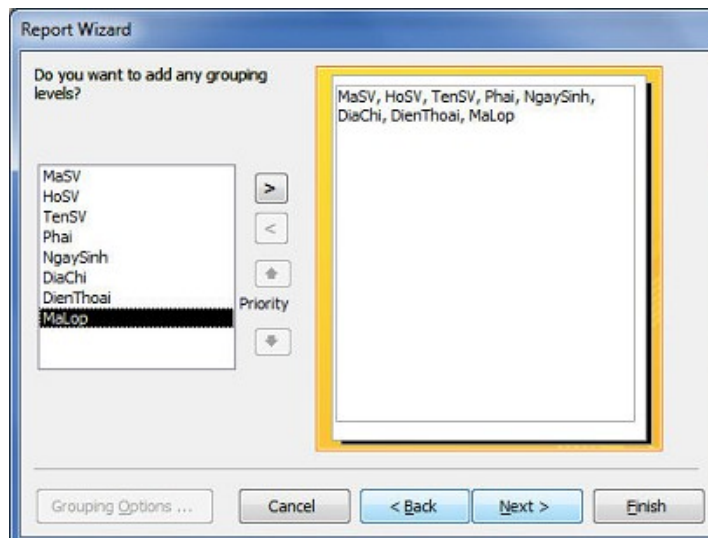 Report Wizard
Do you want to add any grouping
levels?
MaSV
HoSV
TenSV
Phai
NgaySinh
DiaChi
DienThoai
MaLop
>
<
Priority
MaSV, HoSV, TenSV, Phai, NgaySinh,
DiaChi, DienThoai, MaLop
Grouping Options ...
Cancel
< Back
Next >
Finish